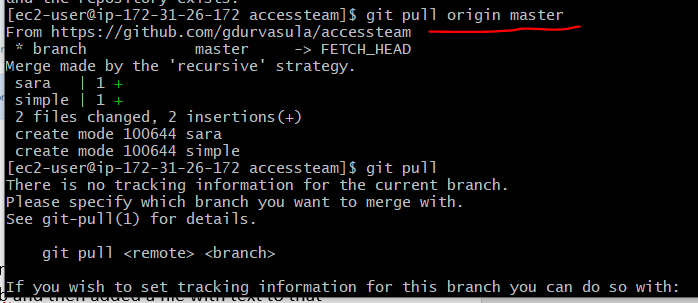 and the repository exists.
[ec2-user@ip-172-31-26-172 accessteam]$ git pull origin master
From https://github.com/gdurvasula/accessteam
 * branch            master     -> FETCH_HEAD
Merge made by the 'recursive' strategy.
 sara   | 1 +
 simple | 1 +
 2 files changed, 2 insertions(+)
 create mode 100644 sara
 create mode 100644 simple
[ec2-user@ip-172-31-26-172 accessteam]$ git pull
There is no tracking information for the current branch.
Please specify which branch you want to merge with.
See git-pull(1) for details.
    git pull <remote> <branch>
If you wish to set tracking information for this branch you can do so with:
and then added a file with text to that